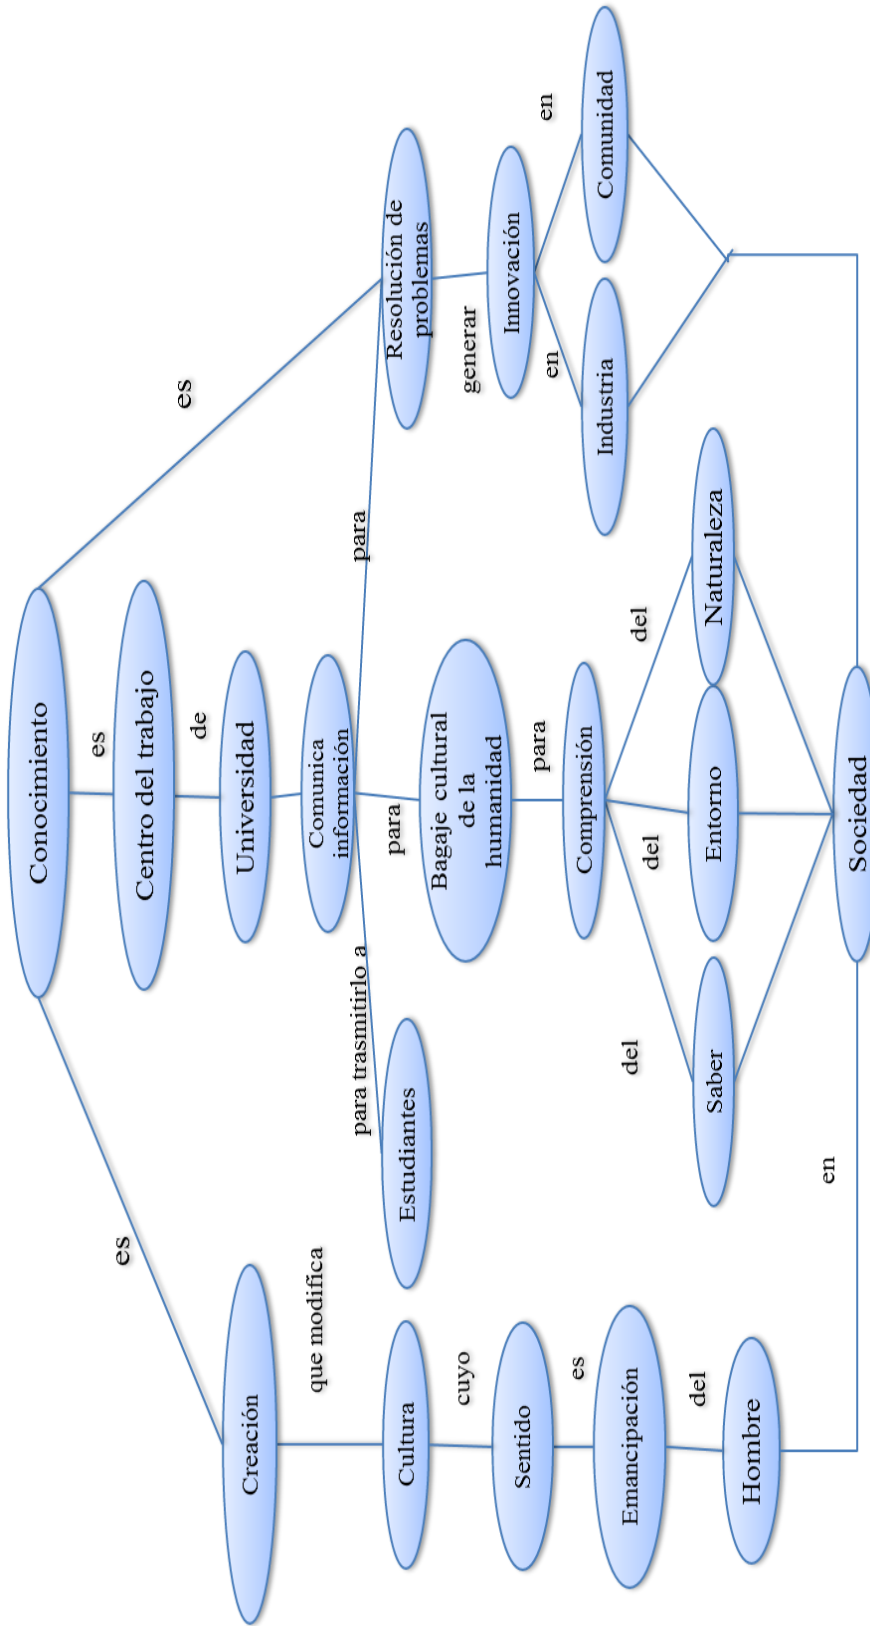 Conocimiento
es
es
es
Centro del trabajo
de
Universidad
Comunica
información
para trasmitirlo a
para
para
Creación
que modifica
Cultura
cuyo
Sentido
es
Emancipación
del
Hombre
Estudiantes
Bagaje cultural
de la
humanidad
para
Comprensión
del
del
del
Saber
Entorno
Naturaleza
Resolución de
problemas
generar
Innovación
en
en
Industria
Comunidad
en
Sociedad